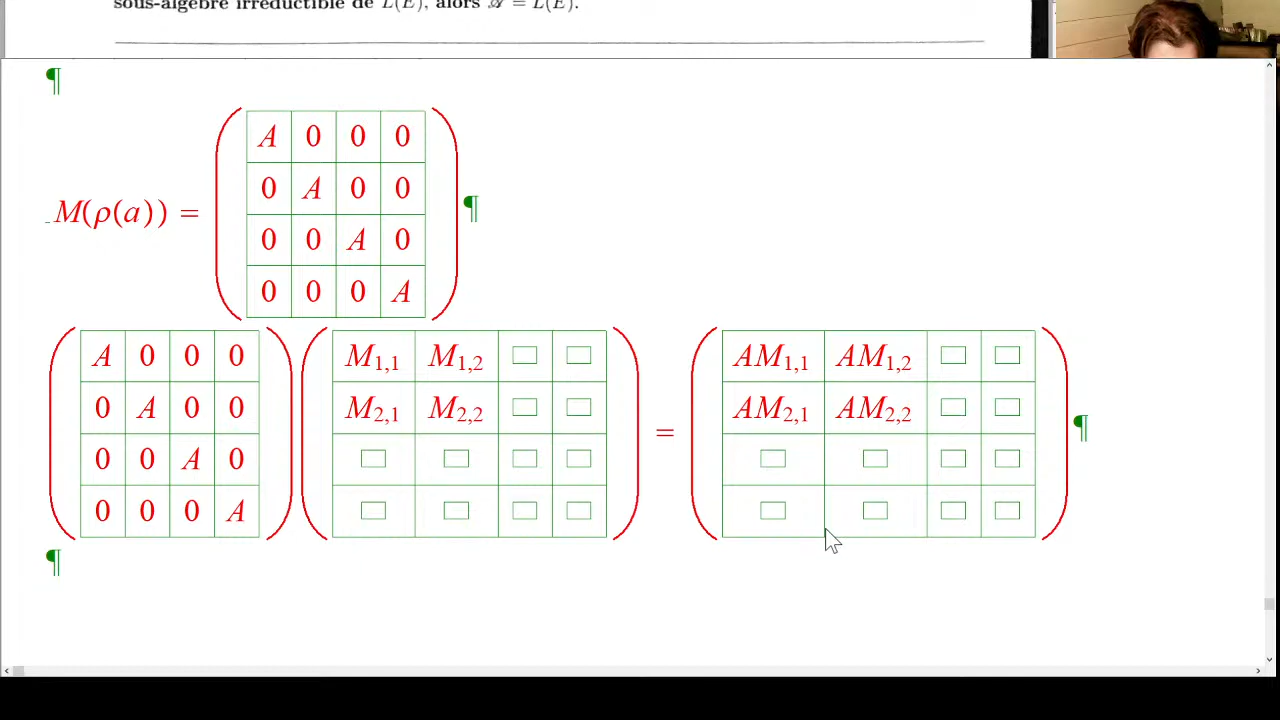 sous-algèbre irréductible de L(E), alors 𝒜 = L(E).
¶
M(ρ(a)) = ( A 0 0 0
0 A 0 0
0 0 A 0
0 0 0 A ) ¶
( A 0 0 0 ) ( M1,1 M1,2 □ □ ) = ( AM1,1 AM1,2 □ □ )
0 A 0 0 M2,1 M2,2 □ □ AM2,1 AM2,2 □ □
0 0 A 0 □ □ □ □ □ □ □ □
0 0 0 A □ □ □ □ □ □ □ □ ¶
¶